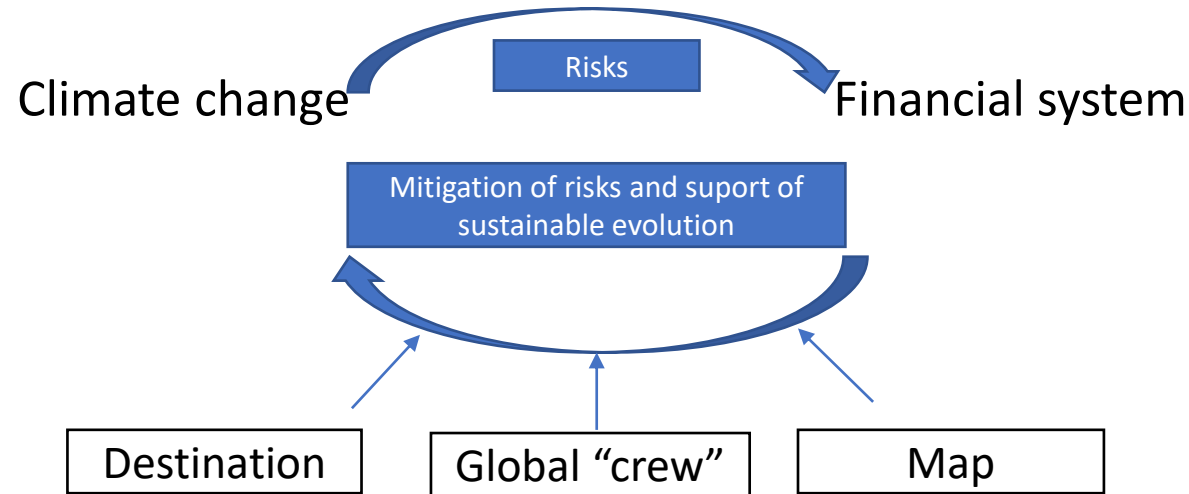 Risks
Climate change
Financial system
Mitigation of risks and suport of
sustainable evolution
Destination
Global “crew”
Map